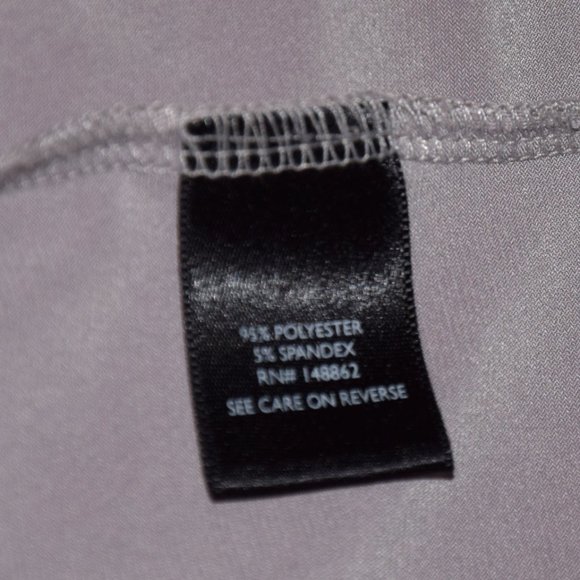 95% POLYESTER
5% SPANDEX
RN# 148862
SEE CARE ON REVERSE